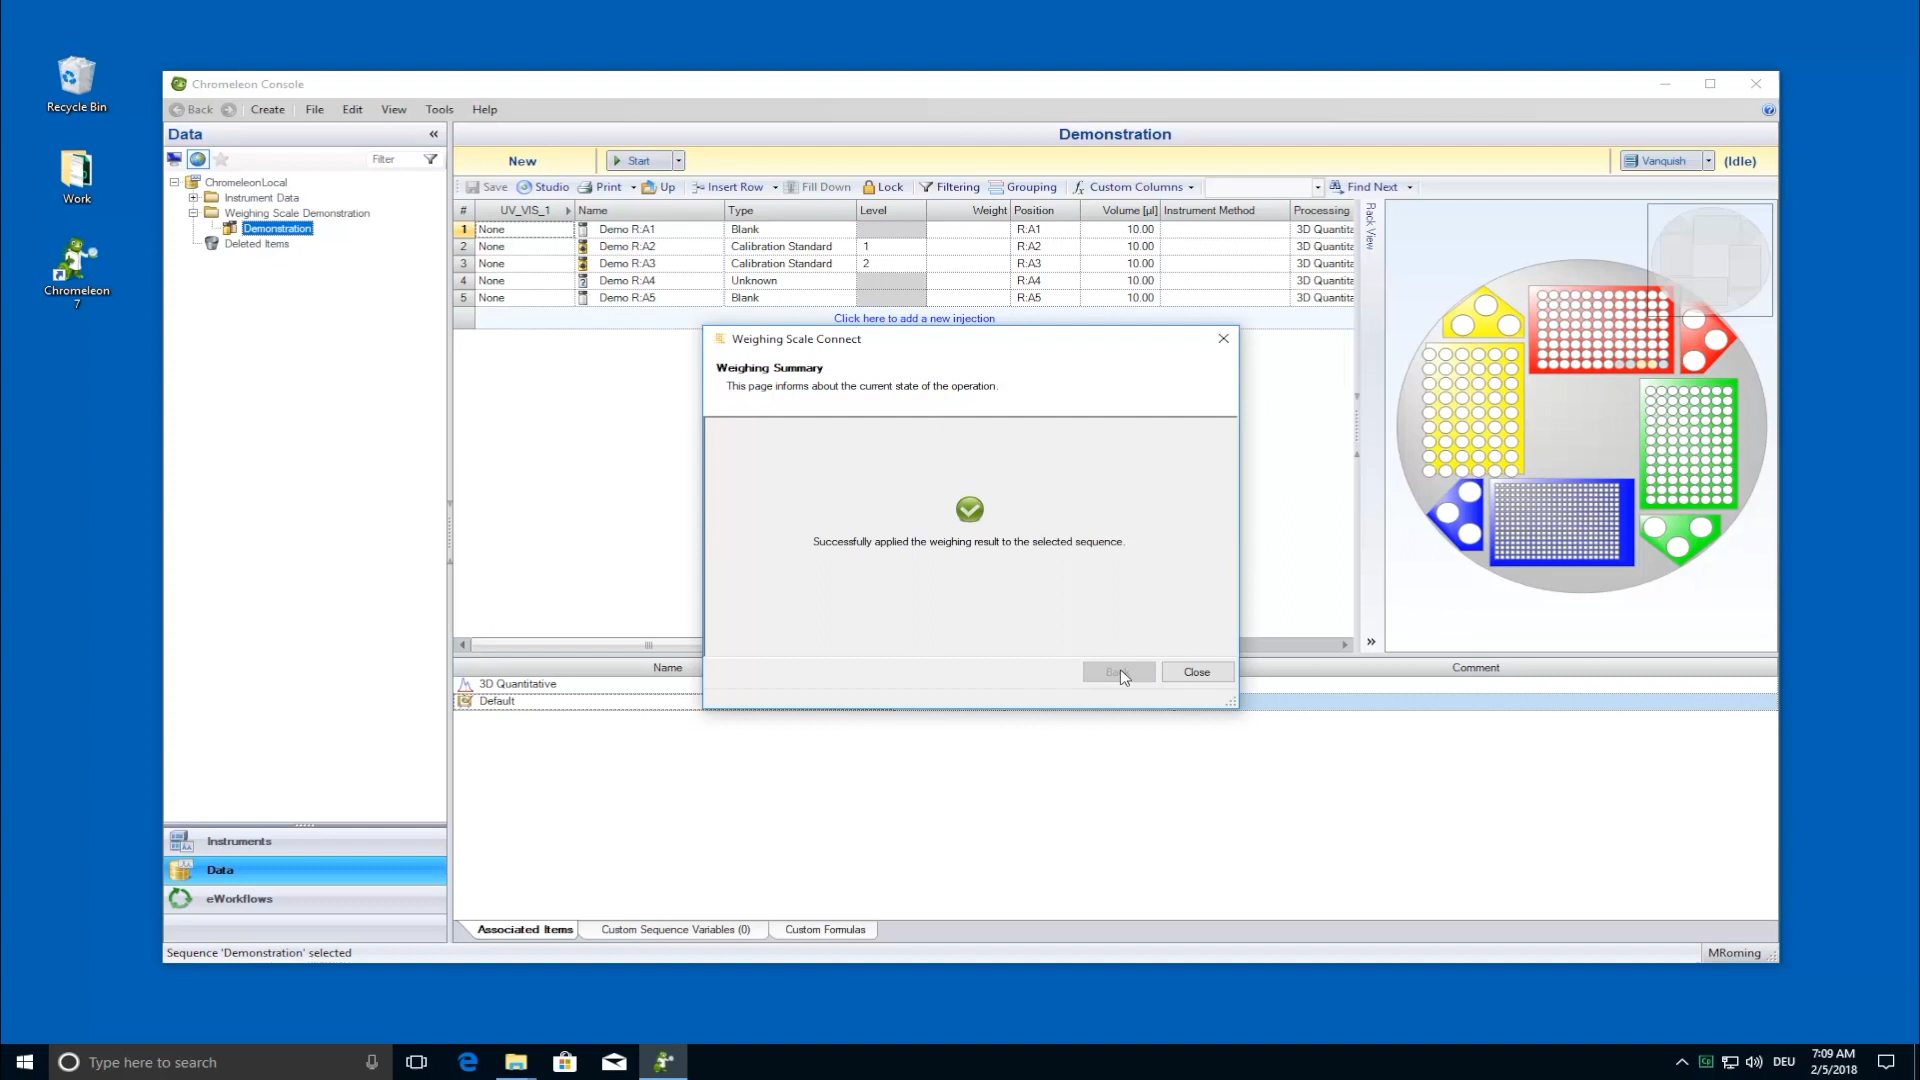 Recycle Bin
Work
Chromeleon
7
Chromeleon Console
Back Create File Edit View Tools Help
Data «
Filter
ChromeleonLocal
Instrument Data
Weighing Scale Demonstration
Demonstration
Deleted Items
Instruments
Data
eWorkflows
Demonstration
New Start Vanquish (Idle)
Save Studio Print Up Insert Row Fill Down Lock Filtering Grouping Custom Columns Find Next
# UV_VIS_1 Name Type Level Weight Position Volume [µl] Instrument Method Processing
1 None Demo R:A1 Blank R:A1 10.00 3D Quantita
2 None Demo R:A2 Calibration Standard 1 R:A2 10.00 3D Quantita
3 None Demo R:A3 Calibration Standard 2 R:A3 10.00 3D Quantita
4 None Demo R:A4 Unknown R:A4 10.00 3D Quantita
5 None Demo R:A5 Blank R:A5 10.00 3D Quantita
Click here to add a new injection
Rack View
»
Weighing Scale Connect
Weighing Summary
This page informs about the current state of the operation.
Successfully applied the weighing result to the selected sequence.
Close
Name Comment
3D Quantitative
Default
Associated Items Custom Sequence Variables (0) Custom Formulas
Sequence 'Demonstration' selected MRoming
Type here to search
DEU 7:09 AM
2/5/2018